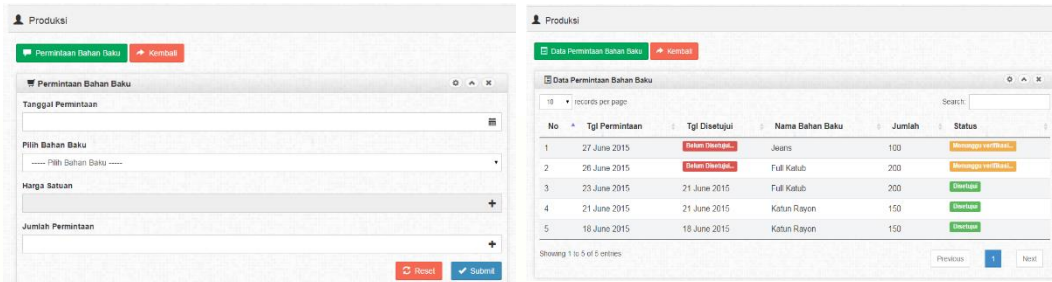 Produksi
Permintaan Bahan Baku
Kembali
Permintaan Bahan Baku
Tanggal Permintaan
Pilih Bahan Baku
----- Pilih Bahan Baku -----
Harga Satuan
Jumlah Permintaan
Reset
Submit
Produksi
Data Permintaan Bahan Baku
Kembali
Data Permintaan Bahan Baku
10 records per page
Search:
No Tgl Permintaan Tgl Disetujui Nama Bahan Baku Jumlah Status
1 27 June 2015 Belum Disetujui... Jeans 100 Menunggu verifikasi...
2 26 June 2015 Belum Disetujui... Full Katub 200 Menunggu verifikasi...
3 23 June 2015 21 June 2015 Full Katub 200 Disetujui
4 21 June 2015 21 June 2015 Katun Rayon 150 Disetujui
5 18 June 2015 18 June 2015 Katun Rayon 150 Disetujui
Showing 1 to 5 of 5 entries
Previous 1 Next